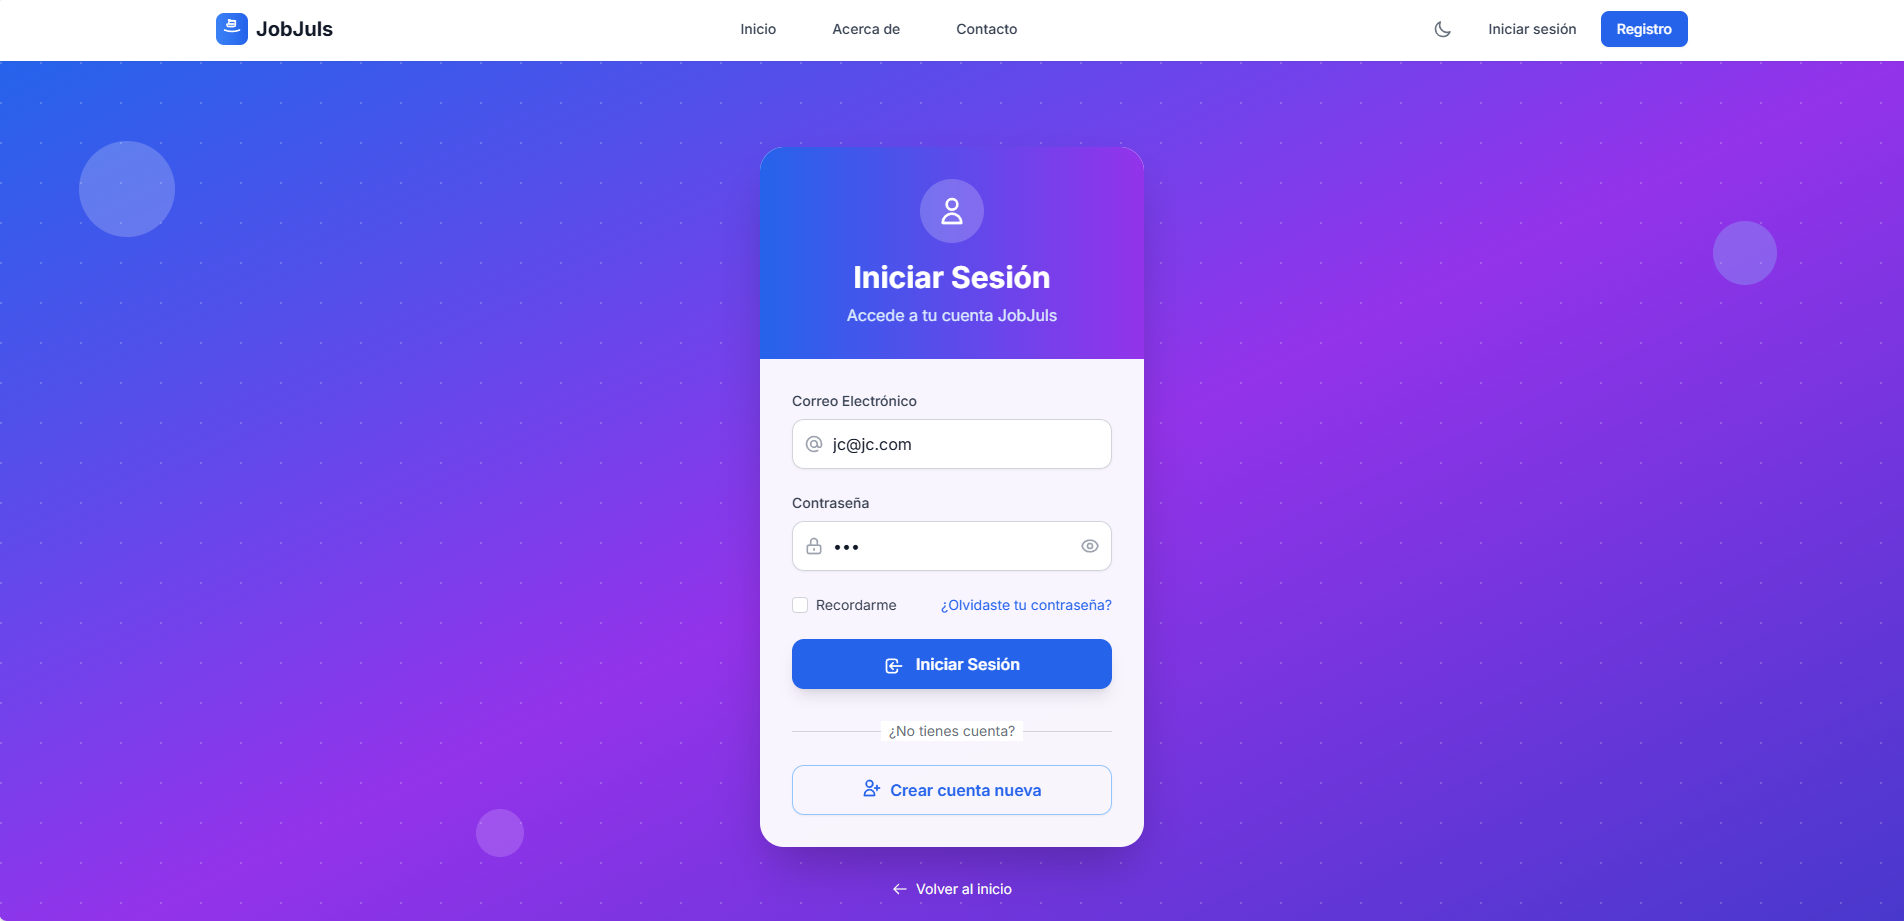 JobJuls
Inicio
Acerca de
Contacto
Iniciar sesión
Registro
Iniciar Sesión
Accede a tu cuenta JobJuls
Correo Electrónico
jc@jc.com
Contraseña
•••
Recordarme
¿Olvidaste tu contraseña?
Iniciar Sesión
¿No tienes cuenta?
Crear cuenta nueva
Volver al inicio